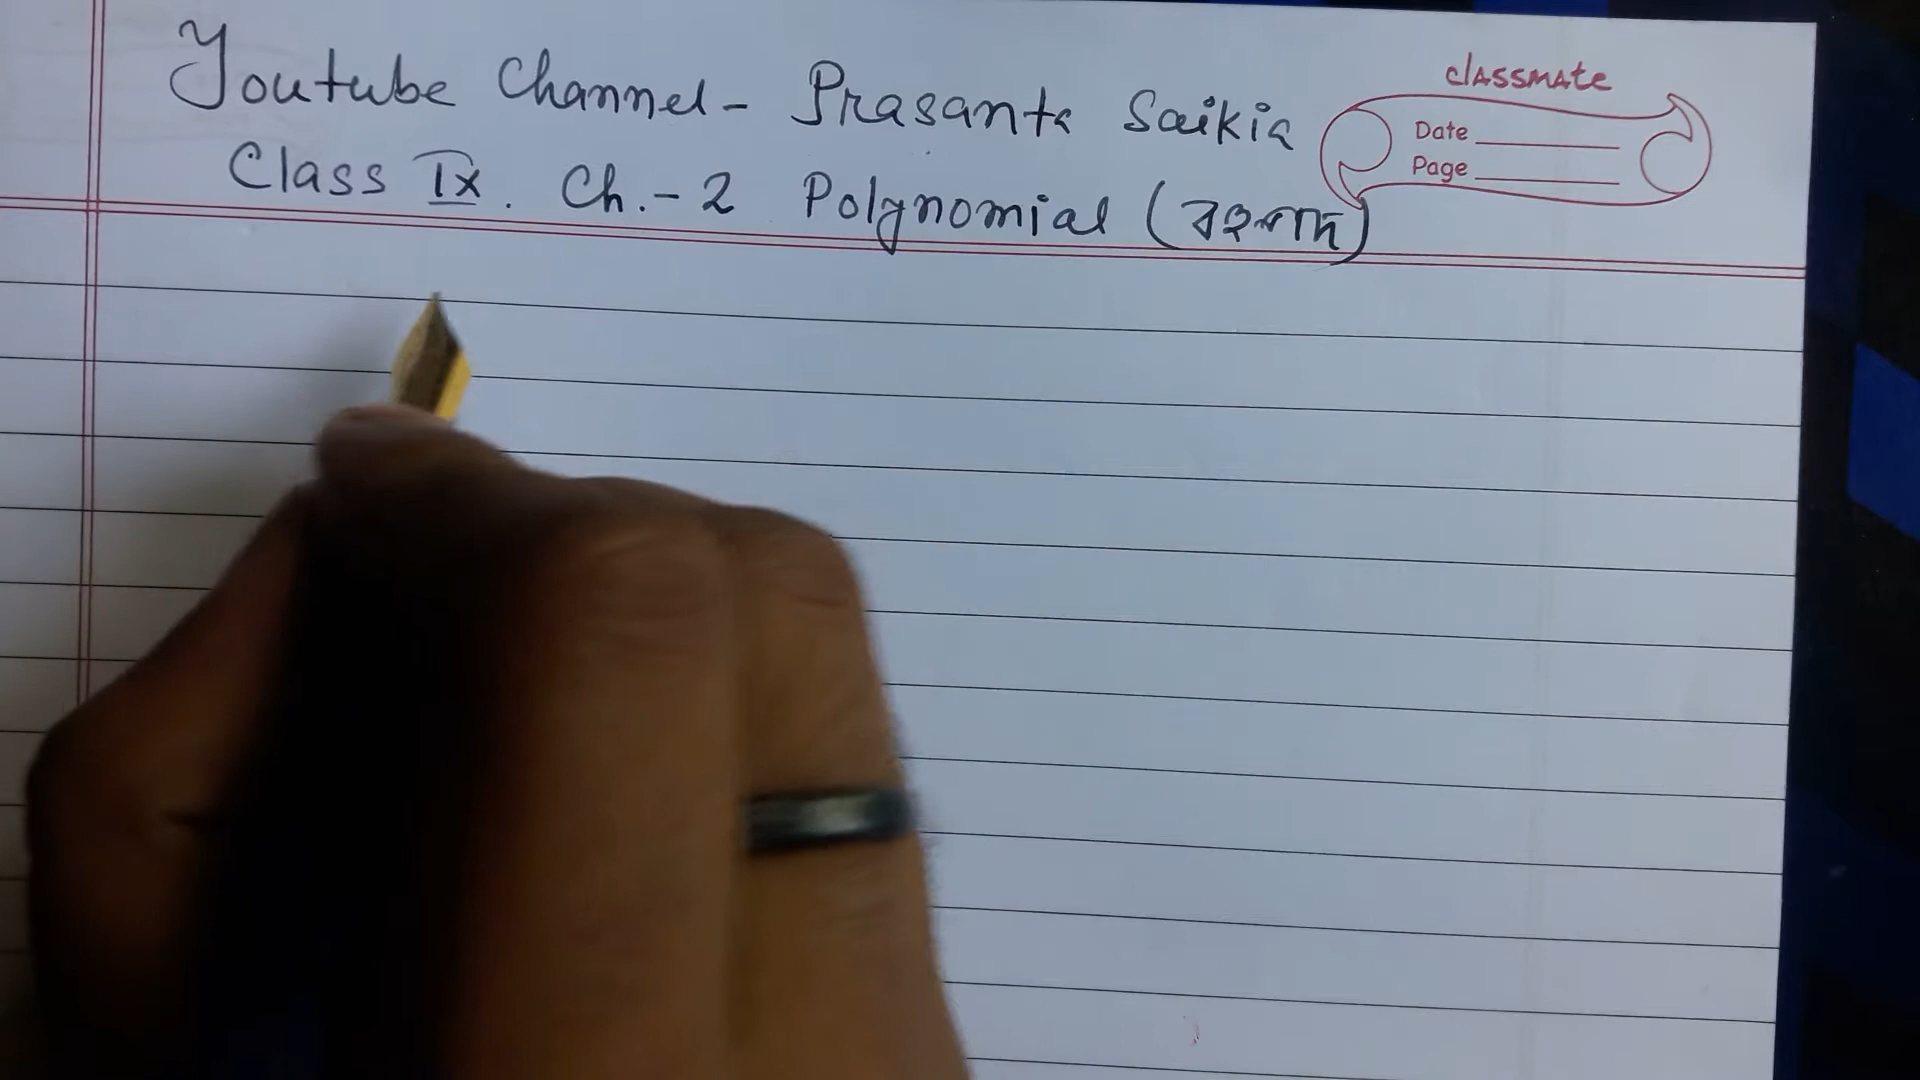 Youtube Channel - Prasanta Saikia
classmate
Date
Page
Class IX. Ch. - 2 Polynomial (বহুপদ)